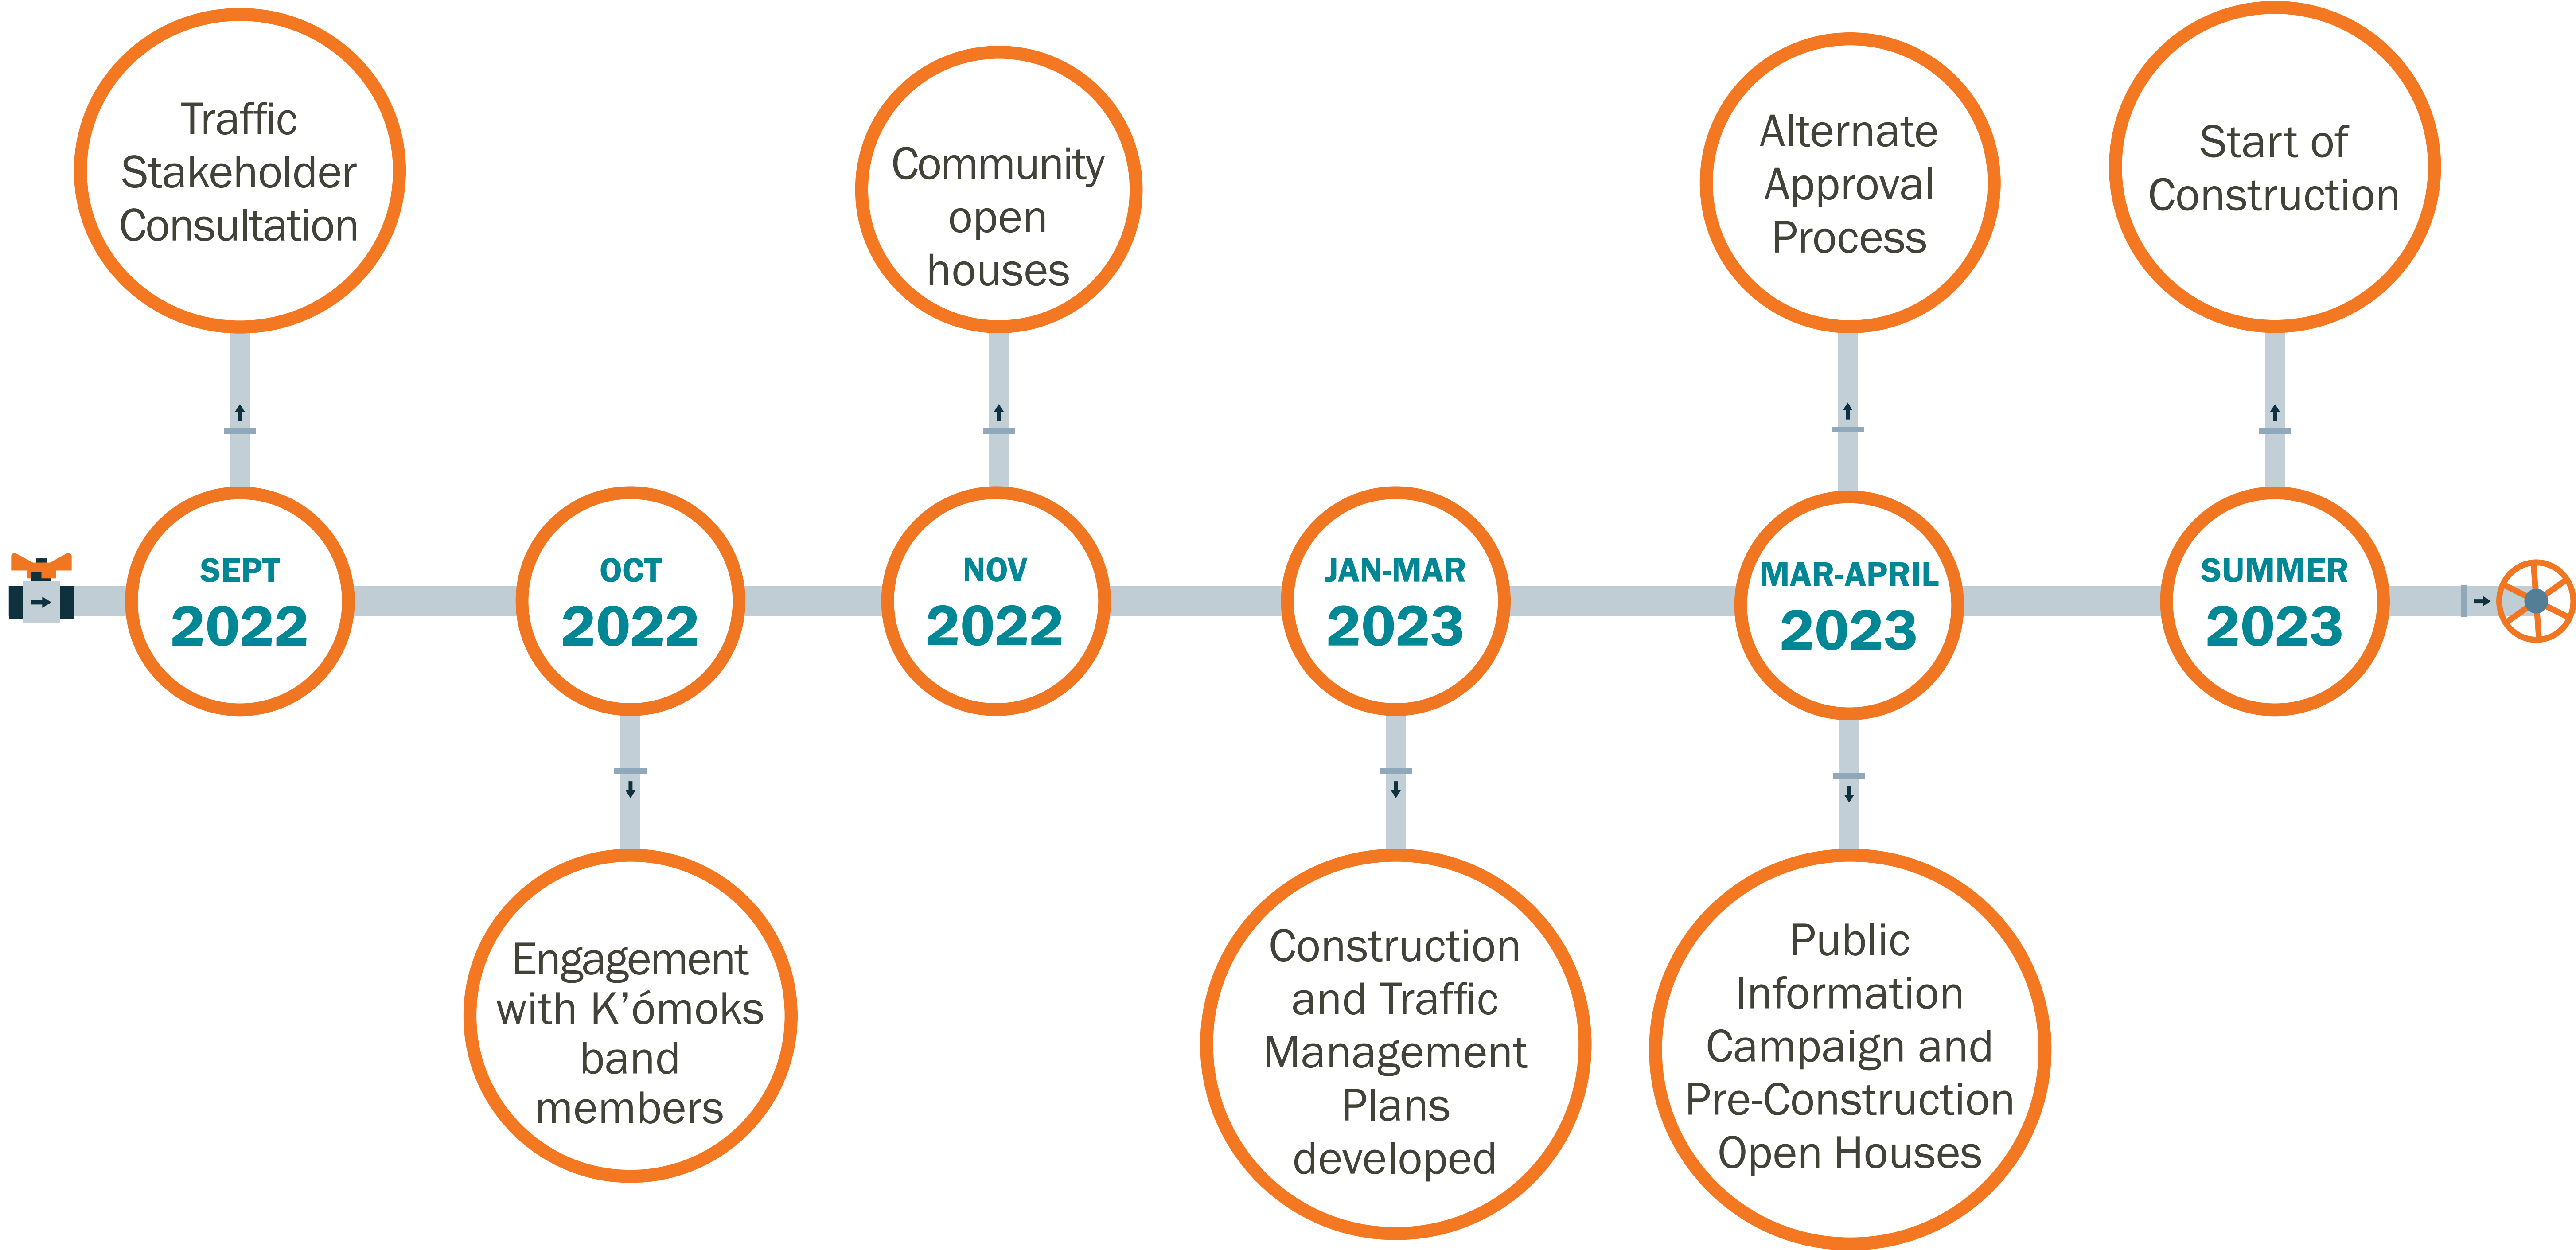 Traffic
Stakeholder
Consultation
Community
open
houses
Alternate
Approval
Process
Start of
Construction
SEPT
2022
OCT
2022
NOV
2022
JAN-MAR
2023
MAR-APRIL
2023
SUMMER
2023
Engagement
with K’ómoks
band
members
Construction
and Traffic
Management
Plans
developed
Public
Information
Campaign and
Pre-Construction
Open Houses